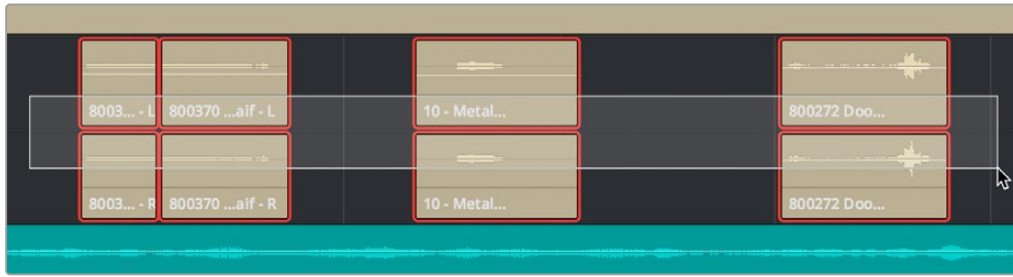 8003... - L
800370 ...aif - L
10 - Metal...
800272 Doo...
8003... - R
800370 ...aif - R
10 - Metal...
800272 Doo...